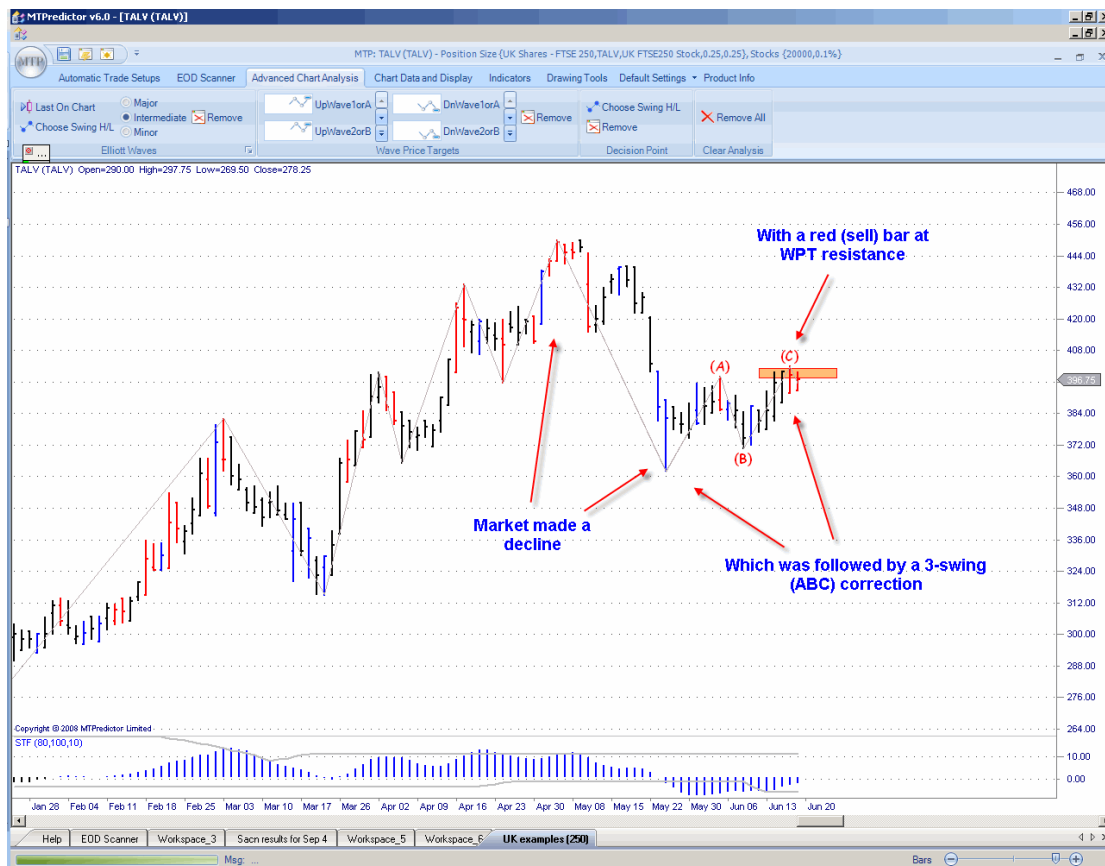 MTPredictor v6.0 - [TALV (TALV)]
MTP: TALV (TALV) - Position Size {UK Shares - FTSE 250,TALV,UK FTSE250 Stock,0.25,0.25}, Stocks {20000,0.1%}
MTP
Automatic Trade Setups EOD Scanner Advanced Chart Analysis Chart Data and Display Indicators Drawing Tools Default Settings Product Info
Last On Chart
Choose Swing H/L
Major
Intermediate
Minor
Remove
Elliott Waves
UpWave1orA
UpWave2orB
DnWave1orA
DnWave2orB
Remove
Wave Price Targets
Choose Swing H/L
Remove
Decision Point
Remove All
Clear Analysis
...
TALV (TALV) Open=290.00 High=297.75 Low=269.50 Close=278.25
468.00
456.00
444.00
432.00
420.00
408.00
396.75
384.00
372.00
360.00
348.00
336.00
324.00
312.00
300.00
288.00
276.00
264.00
With a red (sell) bar at
WPT resistance
(A)
(B)
(C)
Market made a
decline
Which was followed by a 3-swing
(ABC) correction
Copyright © 2008 MTPredictor Limited
STF (80,100,10)
10.00
0.00
Jan 28 Feb 04 Feb 11 Feb 18 Feb 25 Mar 03 Mar 10 Mar 17 Mar 26 Apr 02 Apr 09 Apr 16 Apr 23 Apr 30 May 08 May 15 May 22 May 30 Jun 06 Jun 13 Jun 20
Help EOD Scanner Workspace_3 Sacn results for Sep 4 Workspace_5 Workspace_6 UK examples (250)
Msg: ...
Bars